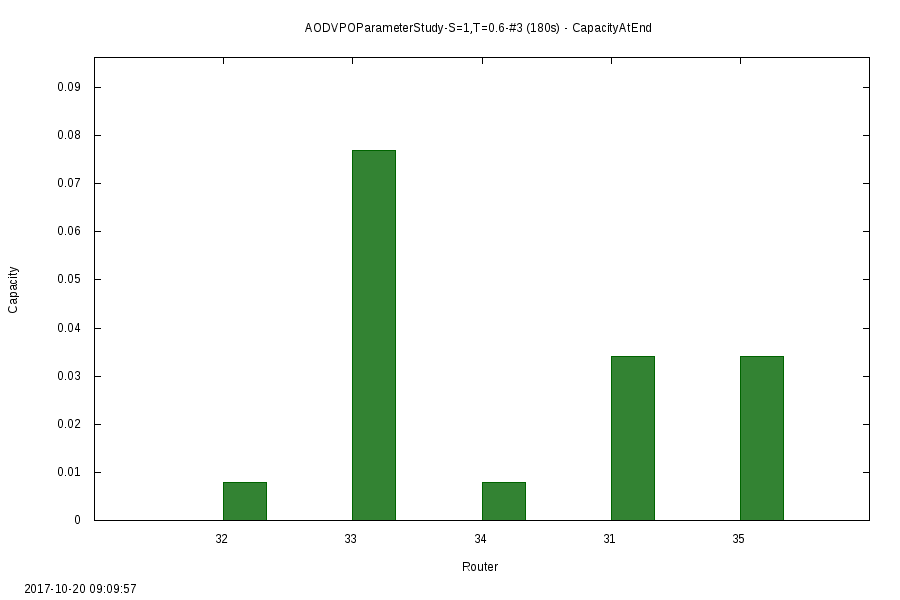 AODVPOParameterStudy-S=1,T=0.6-#3 (180s) - CapacityAtEnd
0.09
0.08
0.07
0.06
0.05
0.04
0.03
0.02
0.01
0
Capacity
32 33 34 31 35
Router
2017-10-20 09:09:57